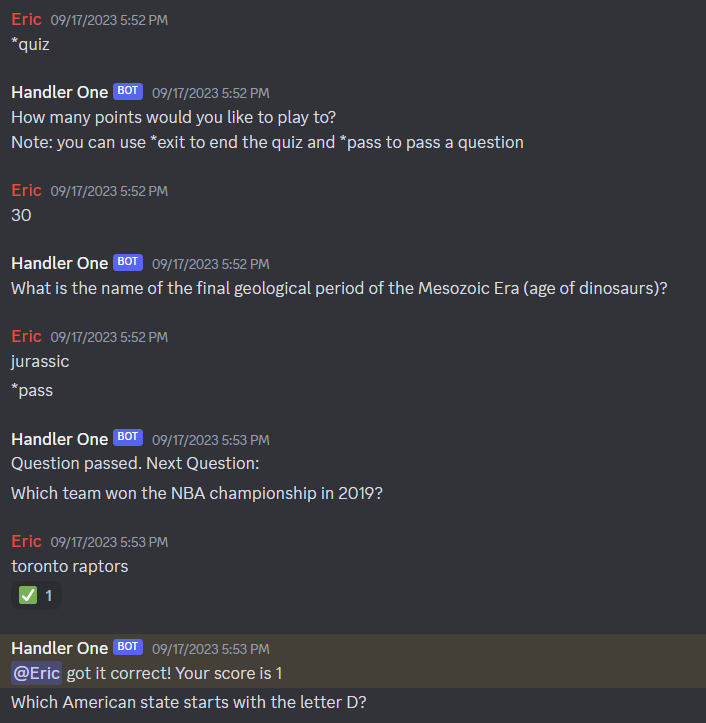 Eric 09/17/2023 5:52 PM
*quiz
Handler One BOT 09/17/2023 5:52 PM
How many points would you like to play to?
Note: you can use *exit to end the quiz and *pass to pass a question
Eric 09/17/2023 5:52 PM
30
Handler One BOT 09/17/2023 5:52 PM
What is the name of the final geological period of the Mesozoic Era (age of dinosaurs)?
Eric 09/17/2023 5:52 PM
jurassic
*pass
Handler One BOT 09/17/2023 5:53 PM
Question passed. Next Question:
Which team won the NBA championship in 2019?
Eric 09/17/2023 5:53 PM
toronto raptors
✅ 1
Handler One BOT 09/17/2023 5:53 PM
@Eric got it correct! Your score is 1
Which American state starts with the letter D?